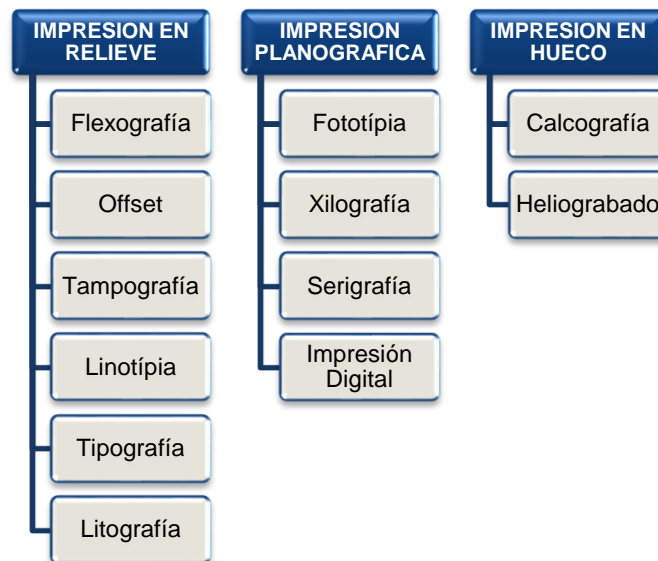 IMPRESION EN
RELIEVE
Flexografía
Offset
Tampografía
Linotípia
Tipografía
Litografía
IMPRESION
PLANOGRAFICA
Fototípia
Xilografía
Serigrafía
Impresión
Digital
IMPRESION EN
HUECO
Calcografía
Heliograbado